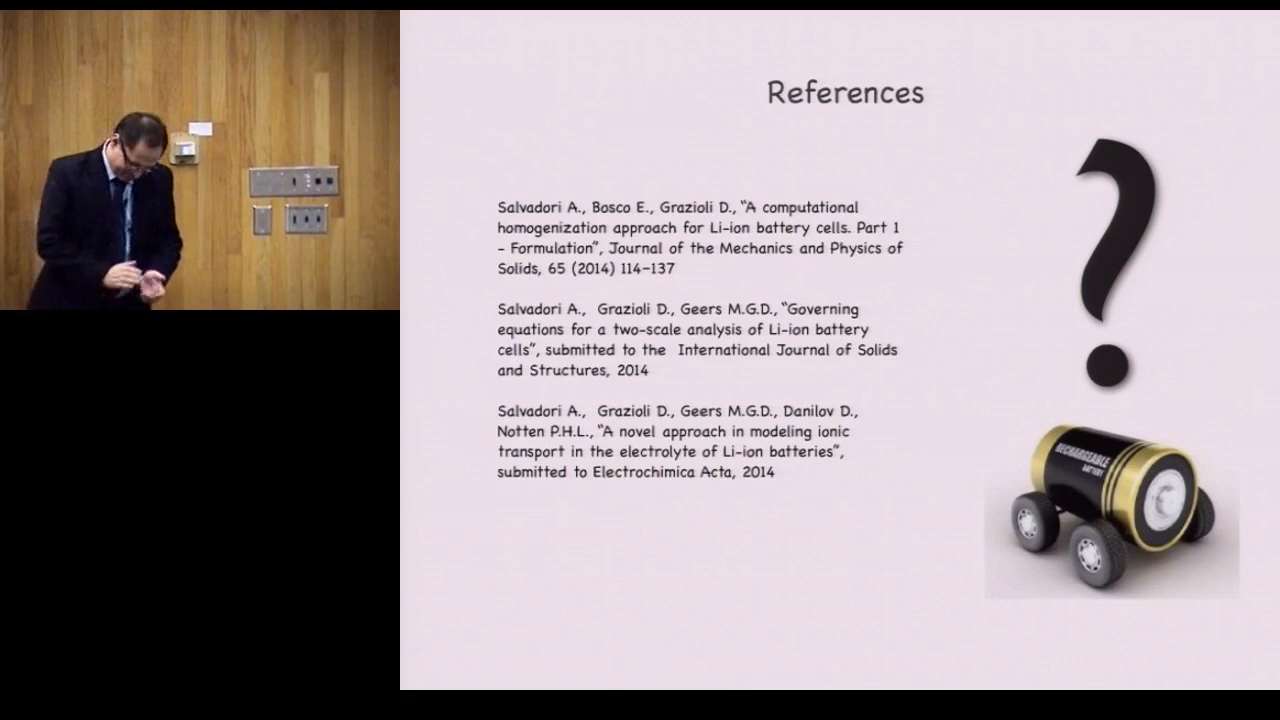 References
Salvadori A., Bosco E., Grazioli D., “A computational
homogenization approach for Li-ion battery cells. Part 1
- Formulation”, Journal of the Mechanics and Physics of
Solids, 65 (2014) 114–137
Salvadori A., Grazioli D., Geers M.G.D., “Governing
equations for a two-scale analysis of Li-ion battery
cells”, submitted to the International Journal of Solids
and Structures, 2014
Salvadori A., Grazioli D., Geers M.G.D., Danilov D.,
Notten P.H.L., “A novel approach in modeling ionic
transport in the electrolyte of Li-ion batteries”,
submitted to Electrochimica Acta, 2014
?
RECHARGEABLE
BATTERY